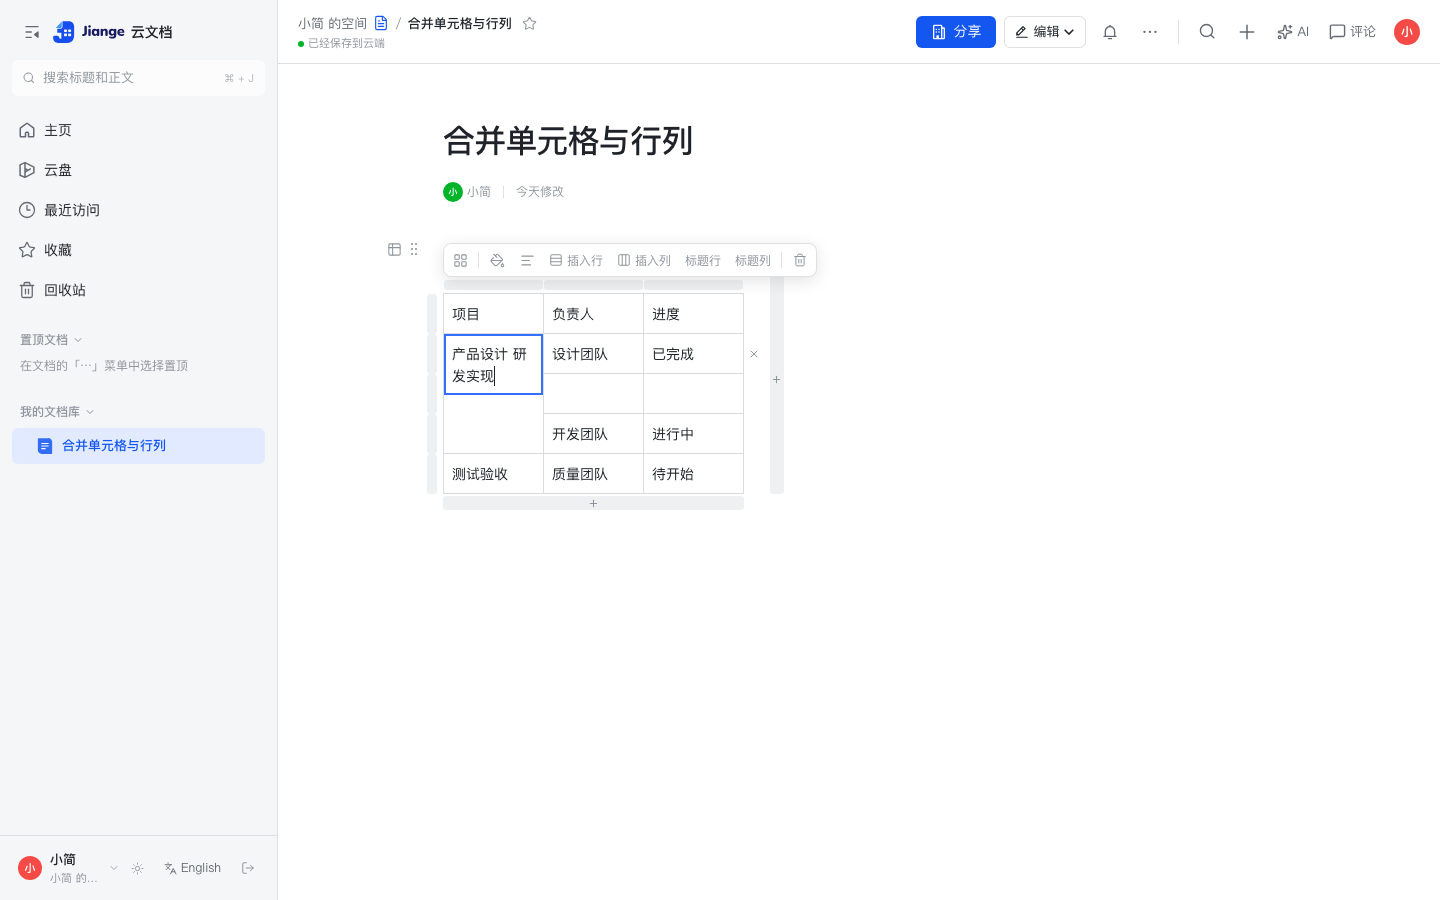 Jiange 云文档
搜索标题和正文 ⌘ + J
主页
云盘
最近访问
收藏
回收站
置顶文档
在文档的「···」菜单中选择置顶
我的文档库
合并单元格与行列
小
小简
小简 的...
English
小简 的空间 / 合并单元格与行列
已经保存到云端
分享
编辑
AI
评论
小
合并单元格与行列
小 小简 今天修改
插入行 插入列 标题行 标题列
项目 负责人 进度
产品设计 研发实现 设计团队 已完成
开发团队 进行中
测试验收 质量团队 待开始